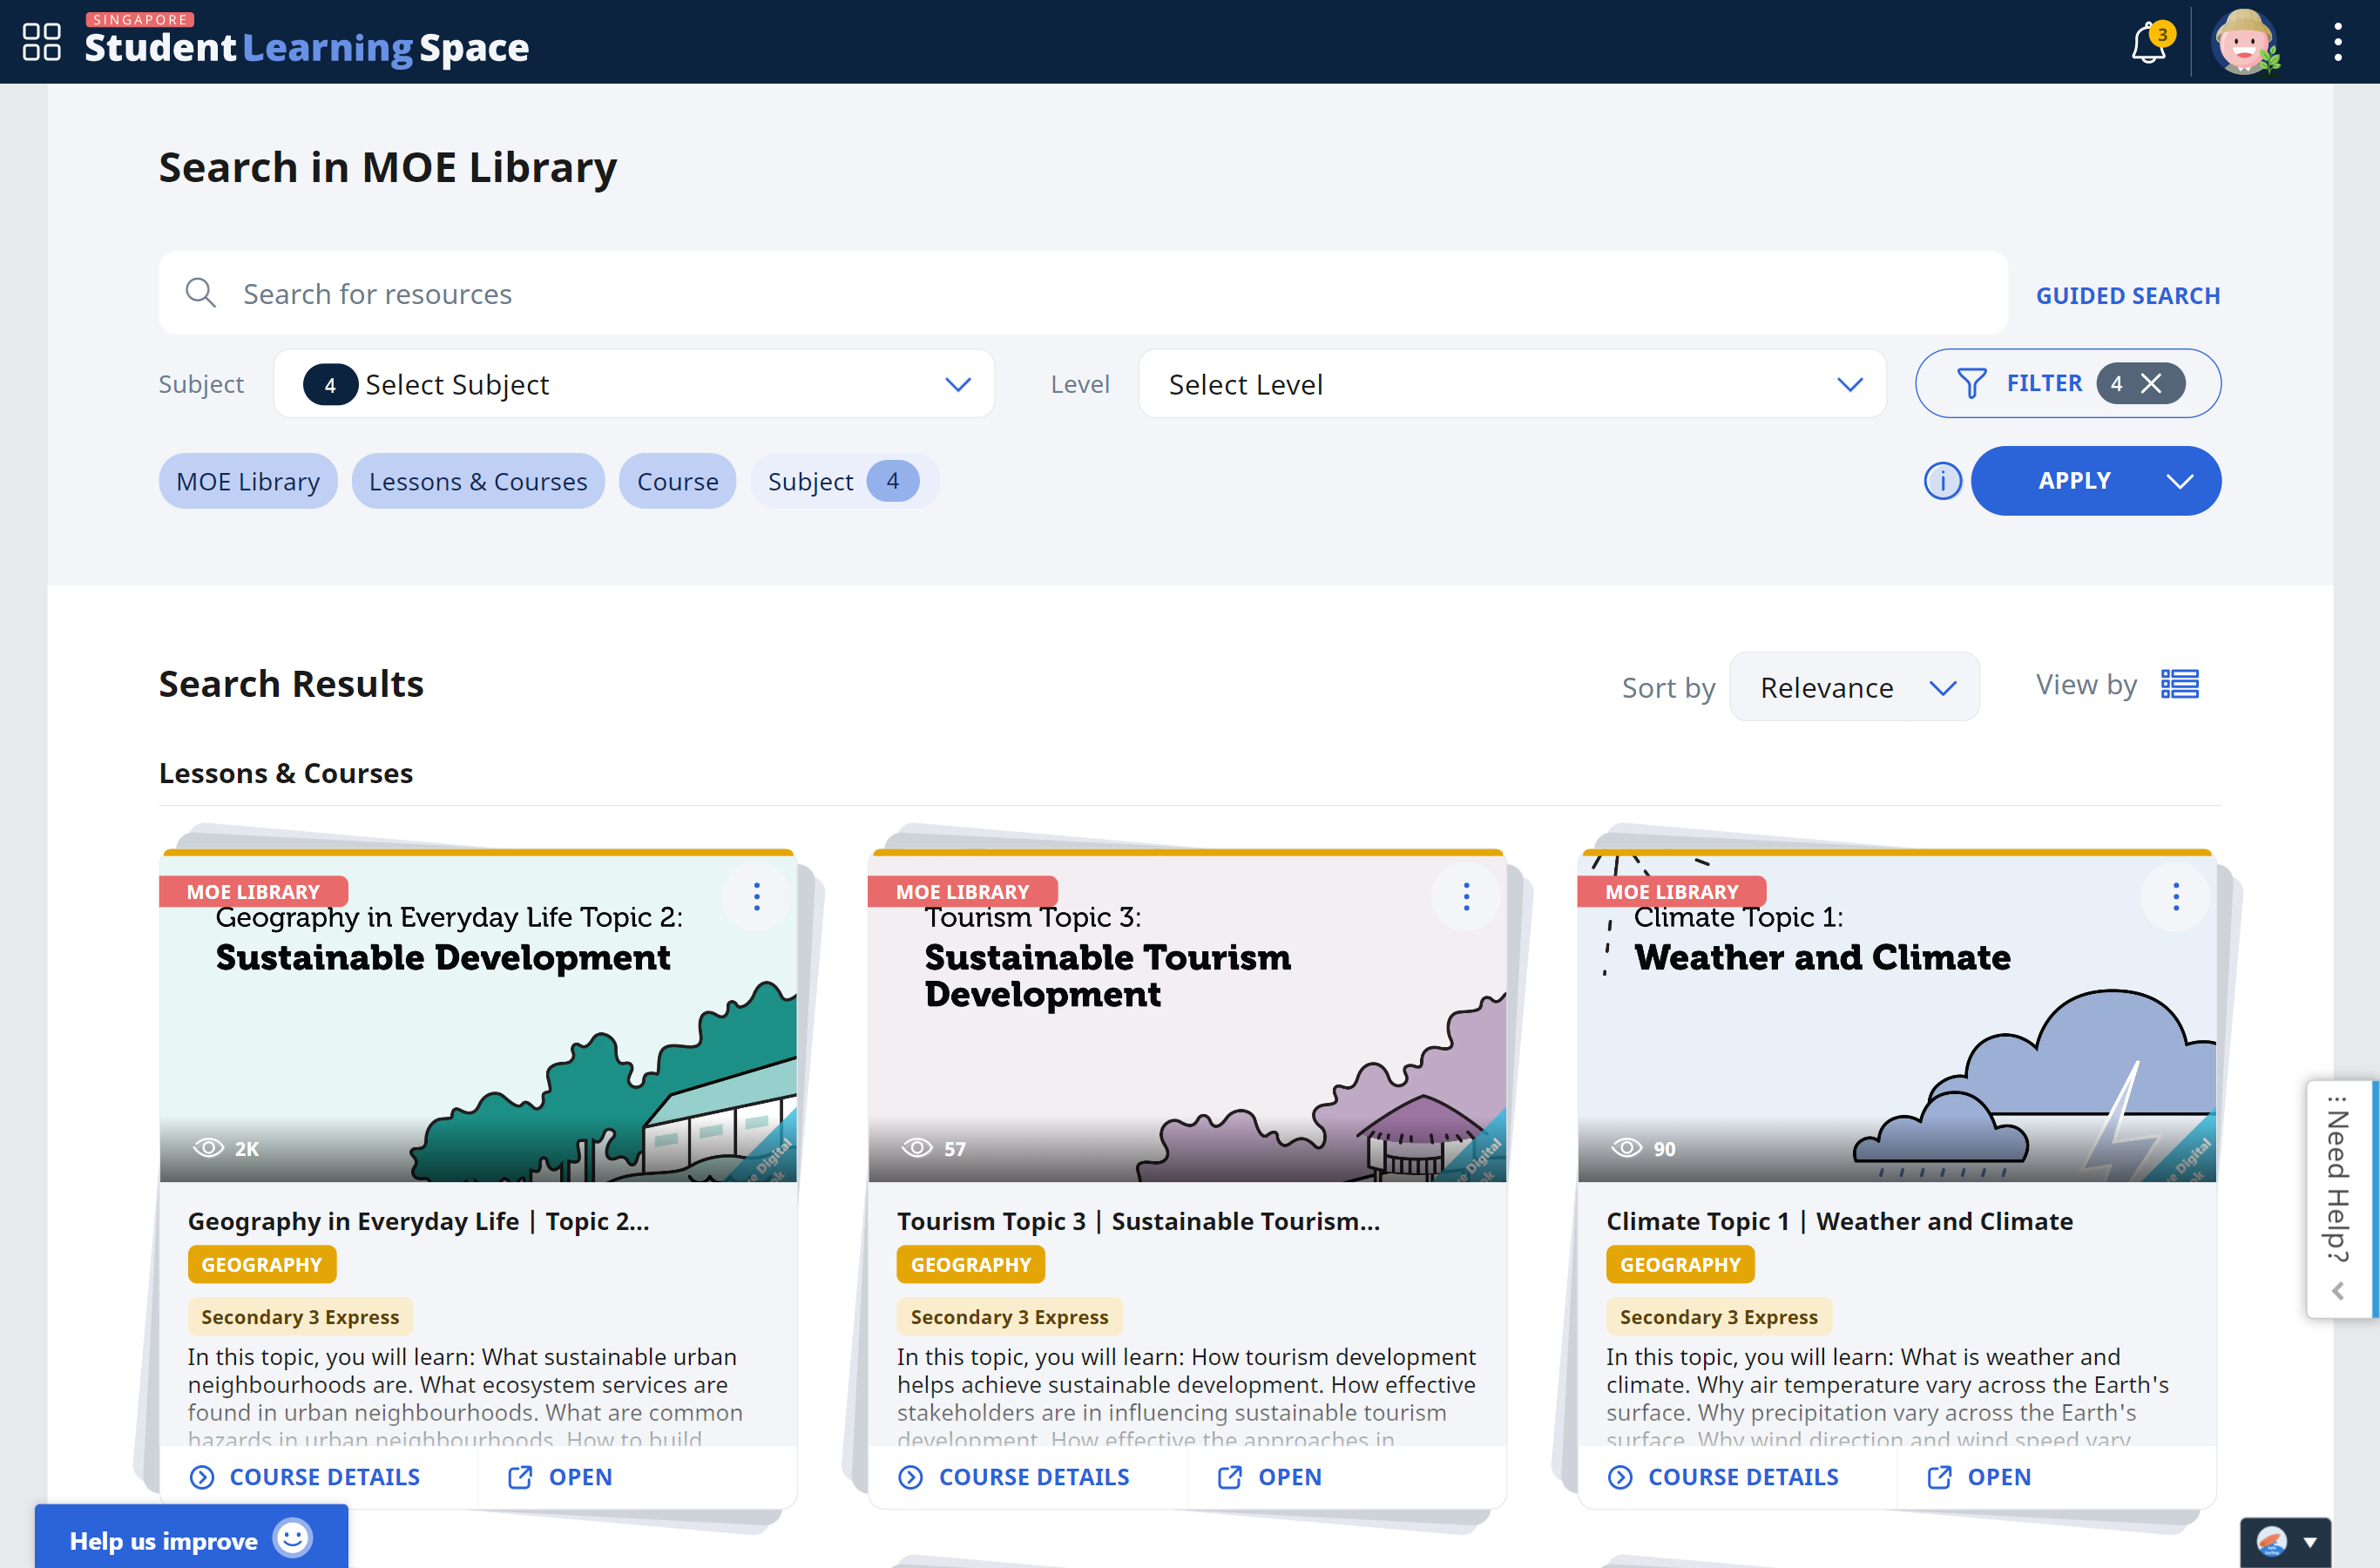 SINGAPORE
Student Learning Space
3
Search in MOE Library
Search for resources
GUIDED SEARCH
Subject
4 Select Subject
Level
Select Level
FILTER 4
MOE Library
Lessons & Courses
Course
Subject 4
i
APPLY
Search Results
Sort by
Relevance
View by
Lessons & Courses
MOE LIBRARY
Geography in Everyday Life Topic 2:
Sustainable Development
2K
Digital
Geography in Everyday Life | Topic 2...
GEOGRAPHY
Secondary 3 Express
In this topic, you will learn: What sustainable urban
neighbourhoods are. What ecosystem services are
found in urban neighbourhoods. What are common
hazards in urban neighbourhoods. How to build
COURSE DETAILS
OPEN
MOE LIBRARY
Tourism Topic 3:
Sustainable Tourism
Development
57
Digital
Tourism Topic 3 | Sustainable Tourism...
GEOGRAPHY
Secondary 3 Express
In this topic, you will learn: How tourism development
helps achieve sustainable development. How effective
stakeholders are in influencing sustainable tourism
development. How effective the approaches in
COURSE DETAILS
OPEN
MOE LIBRARY
Climate Topic 1:
Weather and Climate
90
Digital
Climate Topic 1 | Weather and Climate
GEOGRAPHY
Secondary 3 Express
In this topic, you will learn: What is weather and
climate. Why air temperature vary across the Earth's
surface. Why precipitation vary across the Earth's
surface. Why wind direction and wind speed vary
COURSE DETAILS
OPEN
Need Help?
Help us improve